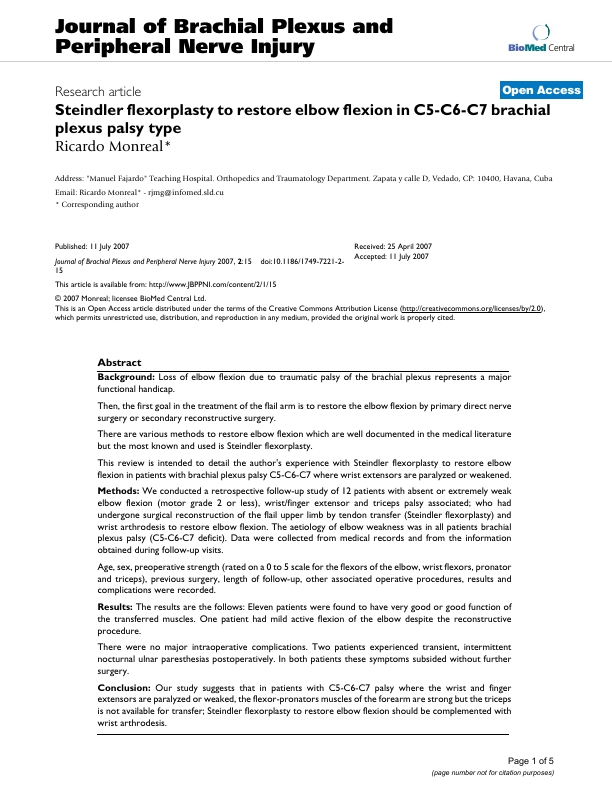 Journal of Brachial Plexus and
Peripheral Nerve Injury
BioMed Central
Research article
Open Access
Steindler flexorplasty to restore elbow flexion in C5-C6-C7 brachial
plexus palsy type
Ricardo Monreal*
Address: "Manuel Fajardo" Teaching Hospital. Orthopedics and Traumatology Department. Zapata y calle D, Vedado, CP: 10400, Havana, Cuba
Email: Ricardo Monreal* - rjmg@infomed.sld.cu
* Corresponding author
Published: 11 July 2007
Journal of Brachial Plexus and Peripheral Nerve Injury 2007, 2:15 doi:10.1186/1749-7221-2-
15
Received: 25 April 2007
Accepted: 11 July 2007
This article is available from: http://www.JBPPNI.com/content/2/1/15
© 2007 Monreal; licensee BioMed Central Ltd.
This is an Open Access article distributed under the terms of the Creative Commons Attribution License (http://creativecommons.org/licenses/by/2.0),
which permits unrestricted use, distribution, and reproduction in any medium, provided the original work is properly cited.
Abstract
Background: Loss of elbow flexion due to traumatic palsy of the brachial plexus represents a major
functional handicap.
Then, the first goal in the treatment of the flail arm is to restore the elbow flexion by primary direct nerve
surgery or secondary reconstructive surgery.
There are various methods to restore elbow flexion which are well documented in the medical literature
but the most known and used is Steindler flexorplasty.
This review is intended to detail the author's experience with Steindler flexorplasty to restore elbow
flexion in patients with brachial plexus palsy C5-C6-C7 where wrist extensors are paralyzed or weakened.
Methods: We conducted a retrospective follow-up study of 12 patients with absent or extremely weak
elbow flexion (motor grade 2 or less), wrist/finger extensor and triceps palsy associated; who had
undergone surgical reconstruction of the flail upper limb by tendon transfer (Steindler flexorplasty) and
wrist arthrodesis to restore elbow flexion. The aetiology of elbow weakness was in all patients brachial
plexus palsy (C5-C6-C7 deficit). Data were collected from medical records and from the information
obtained during follow-up visits.
Age, sex, preoperative strength (rated on a 0 to 5 scale for the flexors of the elbow, wrist flexors, pronator
and triceps), previous surgery, length of follow-up, other associated operative procedures, results and
complications were recorded.
Results: The results are the follows: Eleven patients were found to have very good or good function of
the transferred muscles. One patient had mild active flexion of the elbow despite the reconstructive
procedure.
There were no major intraoperative complications. Two patients experienced transient, intermittent
nocturnal ulnar paresthesias postoperatively. In both patients these symptoms subsided without further
surgery.
Conclusion: Our study suggests that in patients with C5-C6-C7 palsy where the wrist and finger
extensors are paralyzed or weaked, the flexor-pronators muscles of the forearm are strong but the triceps
is not available for transfer; Steindler flexorplasty to restore elbow flexion should be complemented with
wrist arthrodesis.
Page 1 of 5
(page number not for citation purposes)